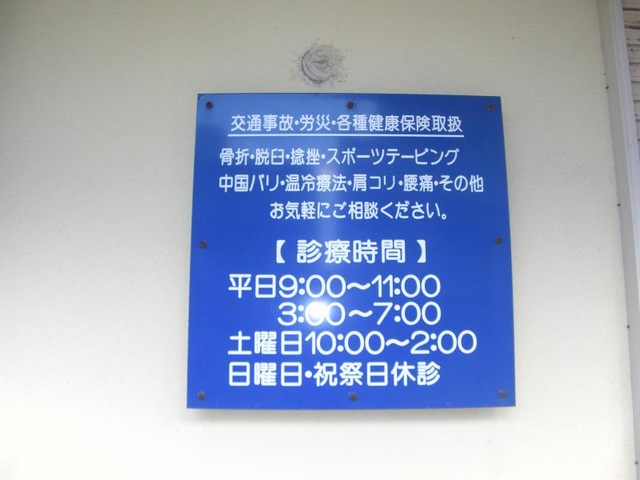 交通事故・労災・各種健康保険取扱
骨折・脱臼・捻挫・スポーツテーピング
中国バリ・温冷療法・肩コリ・腰痛・その他
お気軽にご相談ください。
【 診療時間 】
平日9:00〜11:00
3:00〜7:00
土曜日10:00〜2:00
日曜日・祝祭日休診